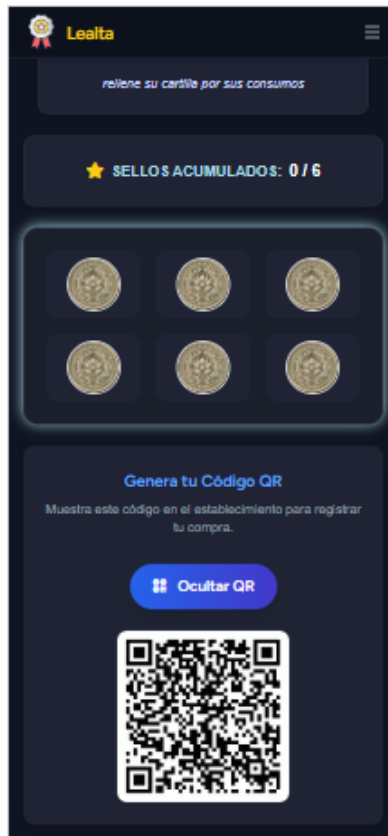 Lealta
rellene su cartilla por sus consumos
SELLOS ACUMULADOS: 0 / 6
Genera tu Código QR
Muestra este código en el establecimiento para registrar
tu compra.
Ocultar QR